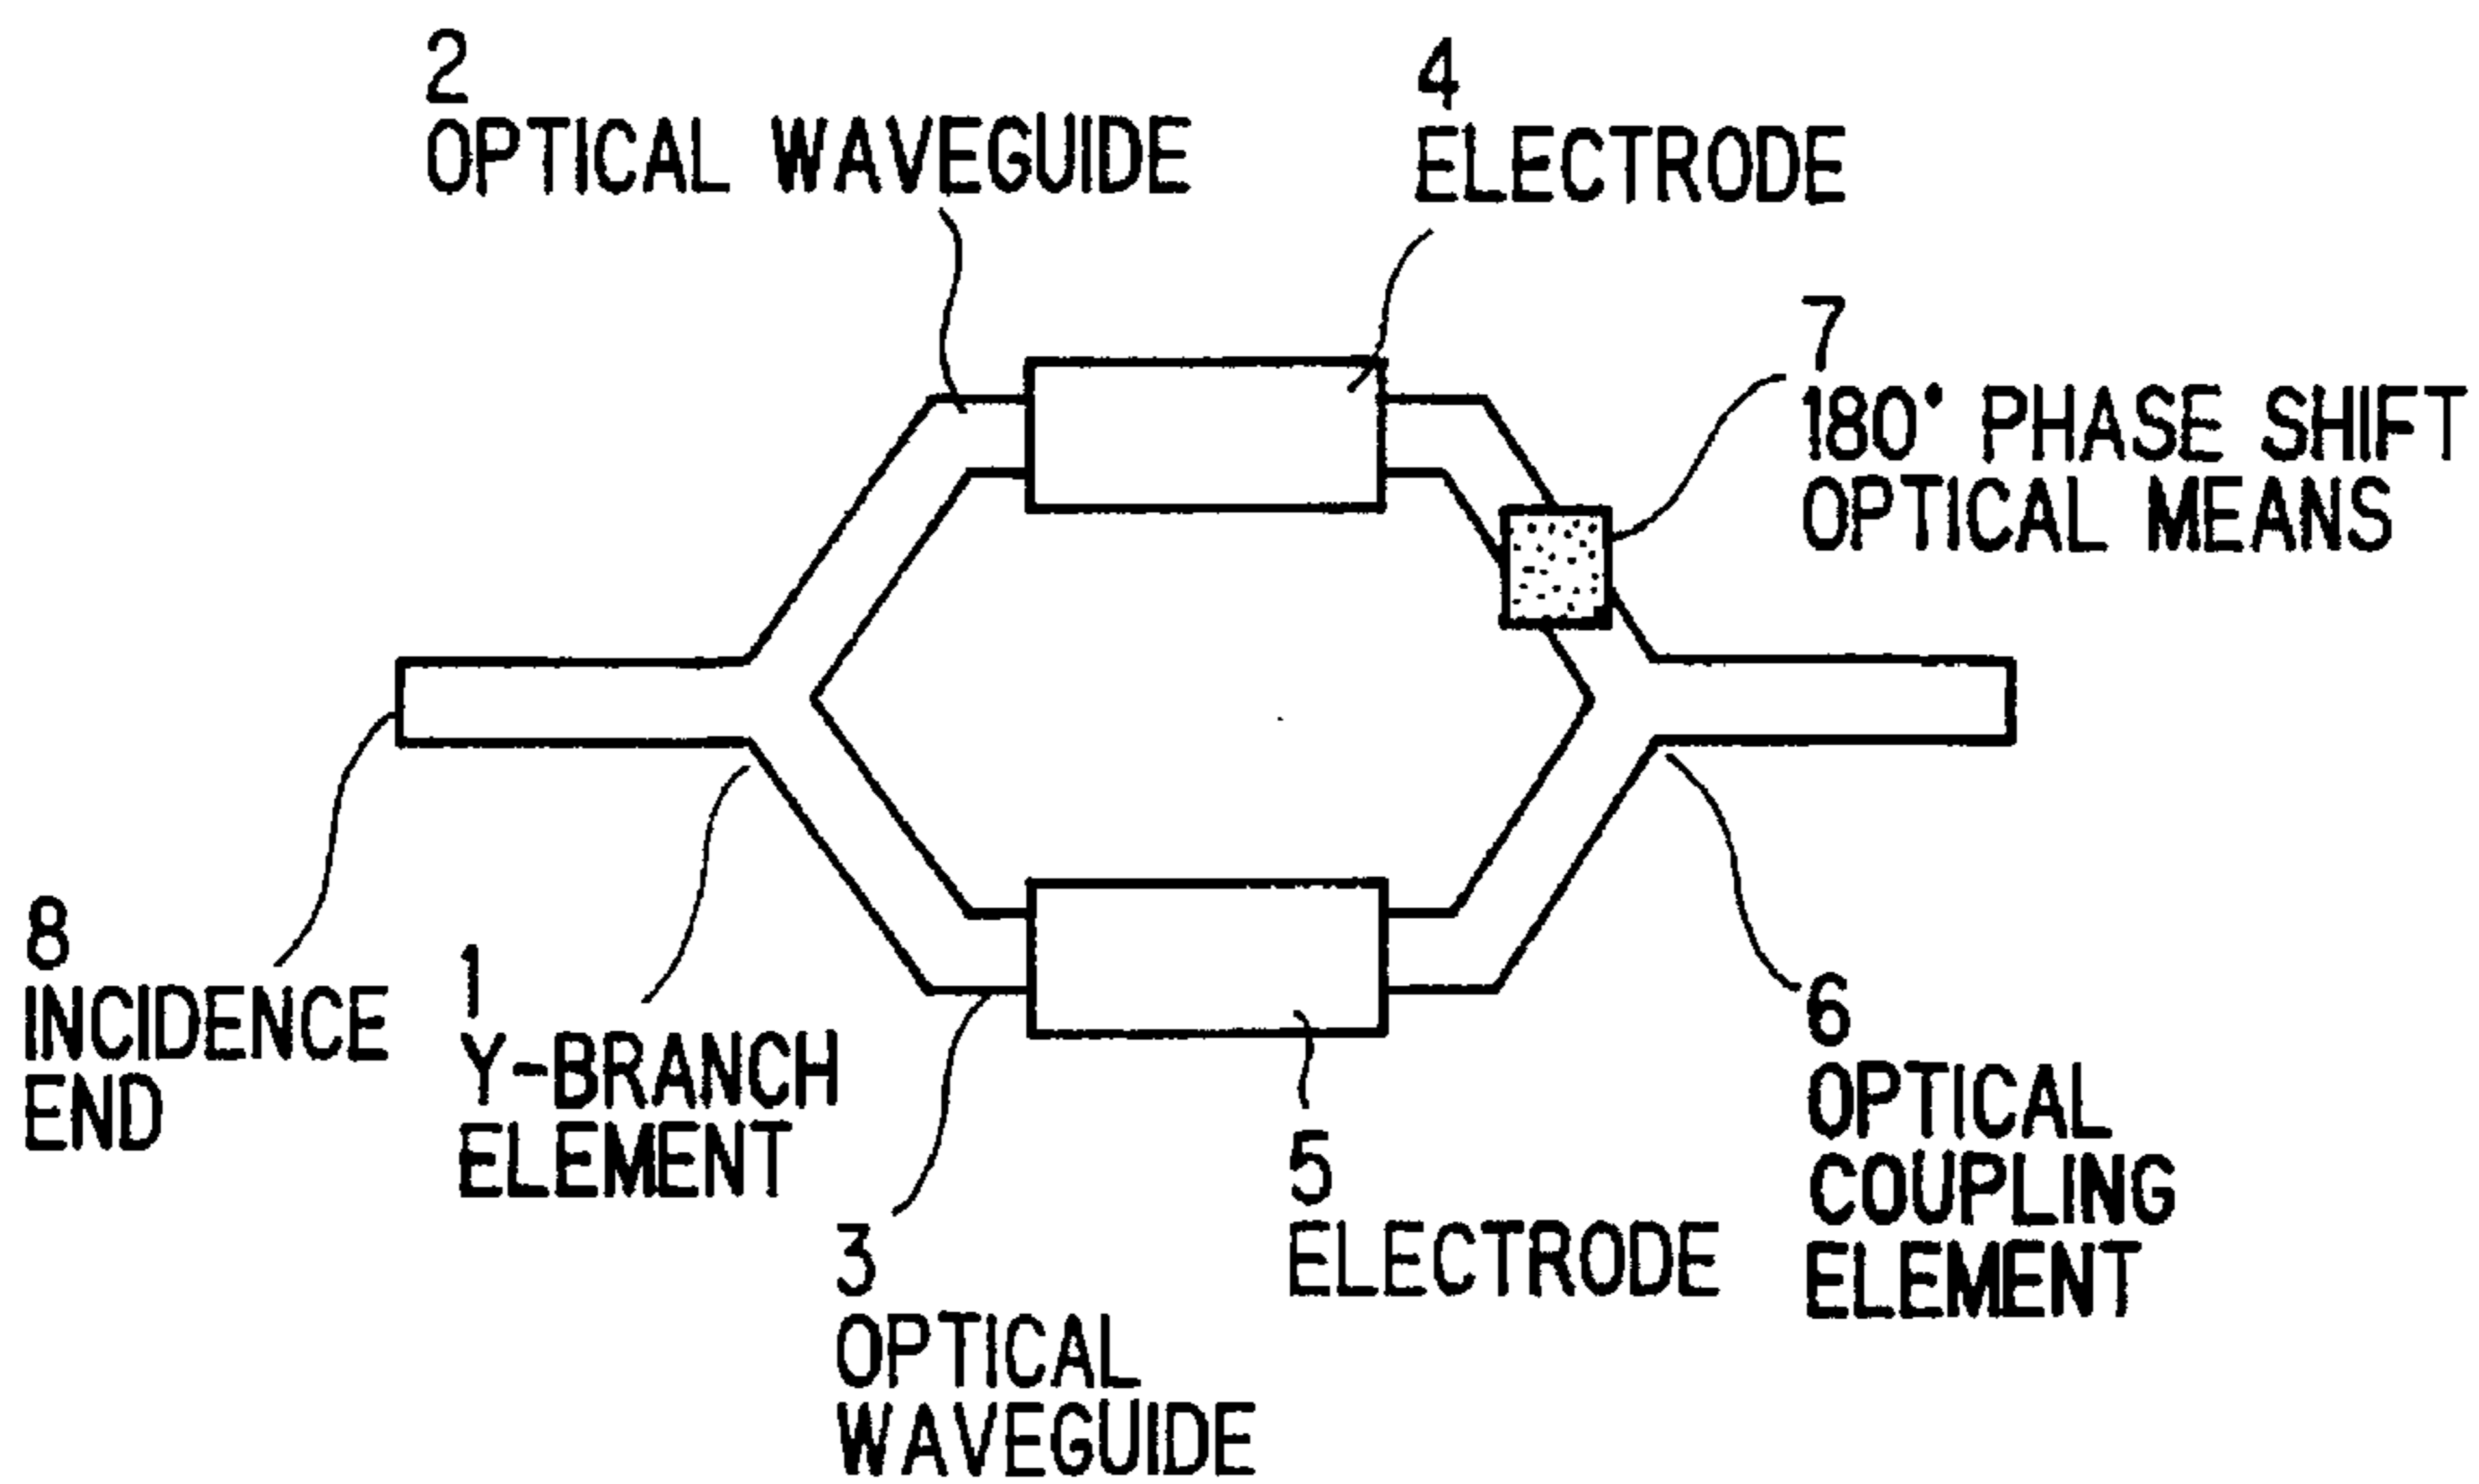 2
OPTICAL WAVEGUIDE
4
ELECTRODE
7
180° PHASE SHIFT
OPTICAL MEANS
8
INCIDENCE
END
1
Y-BRANCH
ELEMENT
3
OPTICAL
WAVEGUIDE
5
ELECTRODE
6
OPTICAL
COUPLING
ELEMENT